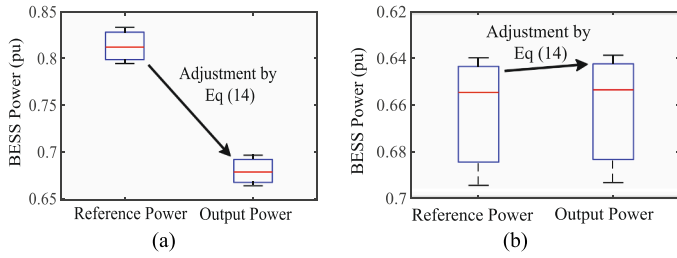 0.85
0.8
0.75
0.7
0.65
BESS Power (pu)
Adjustment by
Eq (14)
Reference Power
Output Power
(a)
0.62
0.64
0.66
0.68
0.7
BESS Power (pu)
Adjustment by
Eq (14)
Reference Power
Output Power
(b)